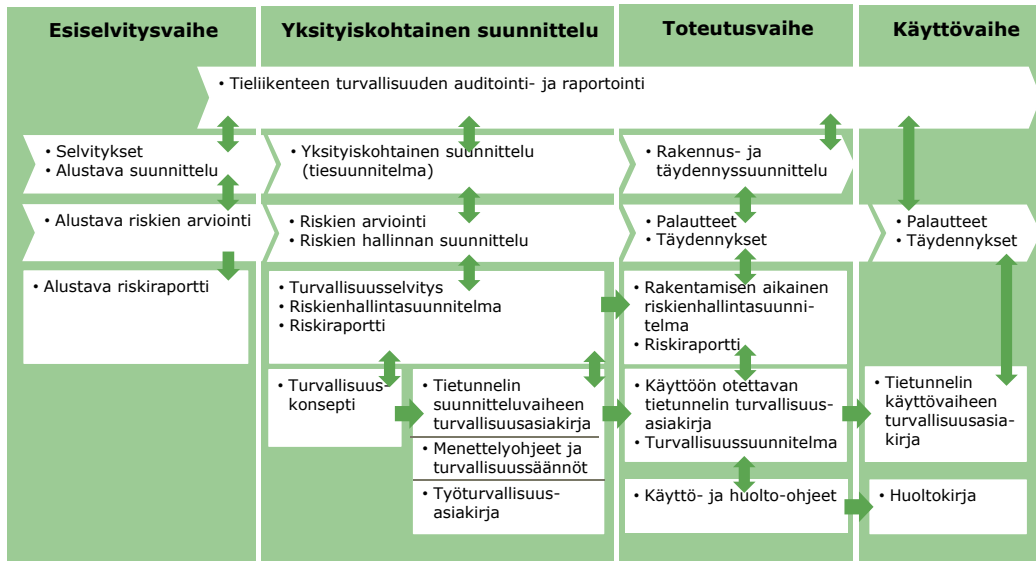 Esiselvitysvaihe
Yksityiskohtainen suunnittelu
Toteutusvaihe
Käyttövaihe
• Tieliikenteen turvallisuuden auditointi- ja raportointi
• Selvitykset
• Alustava suunnittelu
• Yksityiskohtainen suunnittelu
(tiesuunnitelma)
• Rakennus- ja
täydennyssuunnittelu
• Alustava riskien arviointi
• Riskien arviointi
• Riskien hallinnan suunnittelu
• Palautteet
• Täydennykset
• Palautteet
• Täydennykset
• Alustava riskiraportti
• Turvallisuusselvitys
• Riskienhallintasuunnitelma
• Riskiraportti
• Rakentamisen aikainen
riskienhallintasuunni-
telma
• Riskiraportti
• Turvallisuus-
konsepti
• Tietunnelin
suunnitteluvaiheen
turvallisuusasiakirja
• Menettelyohjeet ja
turvallisuussäännöt
• Työturvallisuus-
asiakirja
• Käyttöön otettavan
tietunnelin turvallisuus-
asiakirja
• Turvallisuussuunnitelma
• Tietunnelin
käyttövaiheen
turvallisuusasia-
kirja
• Käyttö- ja huolto-ohjeet
• Huoltokirja